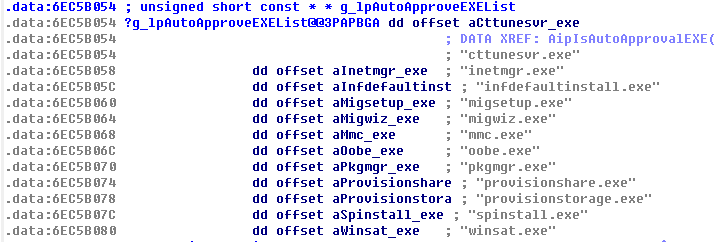 .data:6EC5B054 ; unsigned short const * * g_lpAutoApproveEXEList
.data:6EC5B054 ?g_lpAutoApproveEXEList@@3PAPBGA dd offset aCttunesvr_exe
.data:6EC5B054 ; DATA XREF: AipIsAutoApprovalEXE(
.data:6EC5B054 ; "cttunesvr.exe"
.data:6EC5B058 dd offset aInetmgr_exe ; "inetmgr.exe"
.data:6EC5B05C dd offset aInfdefaultinst ; "infdefaultinstall.exe"
.data:6EC5B060 dd offset aMigsetup_exe ; "migsetup.exe"
.data:6EC5B064 dd offset aMigwiz_exe ; "migwiz.exe"
.data:6EC5B068 dd offset aMmc_exe ; "mmc.exe"
.data:6EC5B06C dd offset aOobe_exe ; "oobe.exe"
.data:6EC5B070 dd offset aPkgmgr_exe ; "pkgmgr.exe"
.data:6EC5B074 dd offset aProvisionshare ; "provisionshare.exe"
.data:6EC5B078 dd offset aProvisionstora ; "provisionstorage.exe"
.data:6EC5B07C dd offset aSpinstall_exe ; "spinstall.exe"
.data:6EC5B080 dd offset aWinsat_exe ; "winsat.exe"